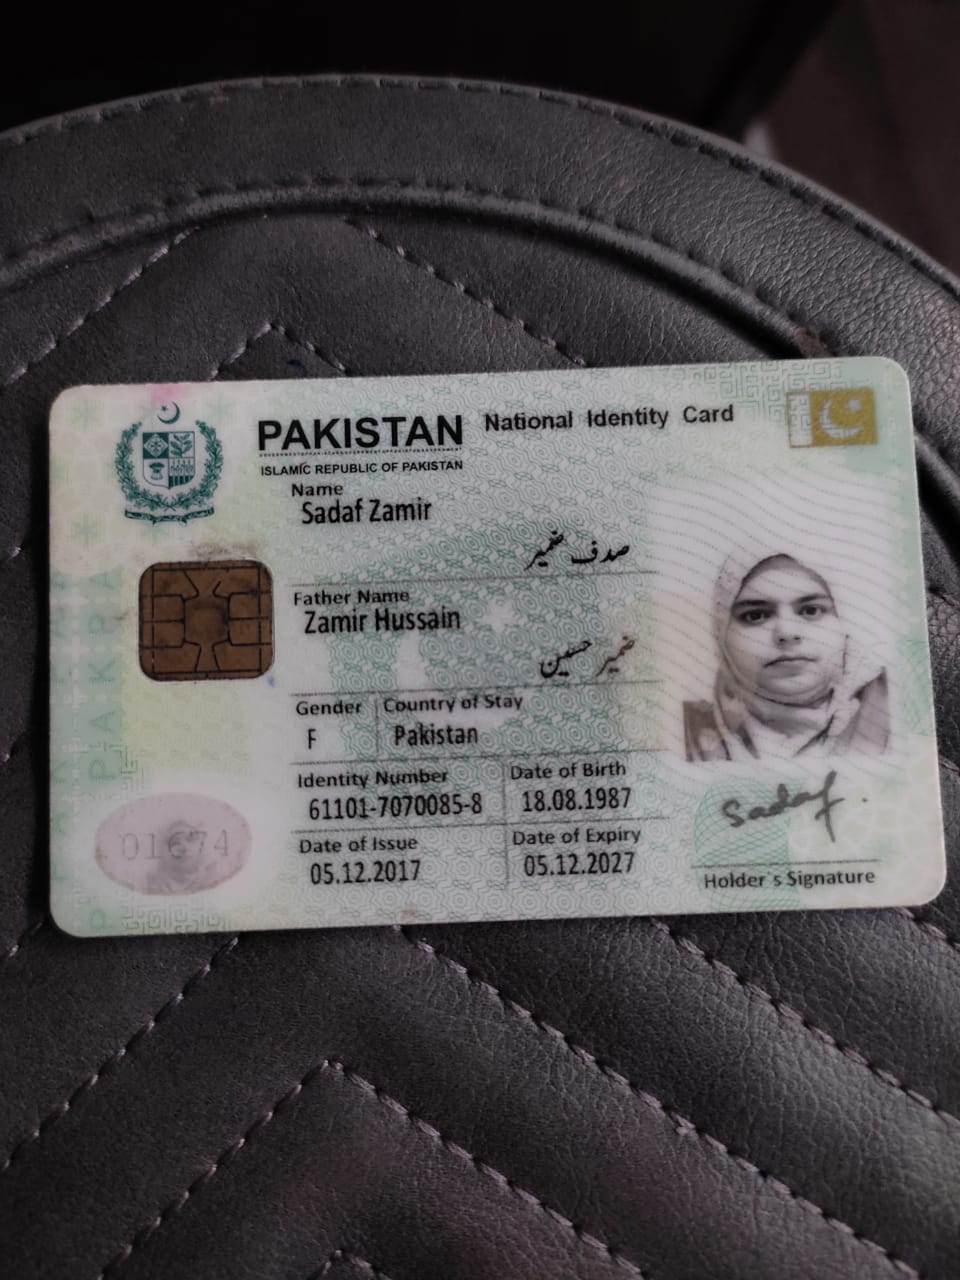 PAKISTAN National Identity Card
ISLAMIC REPUBLIC OF PAKISTAN
Name
Sadaf Zamir
صدف ضمیر
Father Name
Zamir Hussain
ضمیر حسین
Gender Country of Stay
F Pakistan
Identity Number Date of Birth
61101-7070085-8 18.08.1987
Date of Issue Date of Expiry
05.12.2017 05.12.2027
01674
Sadaf.
Holder`s Signature